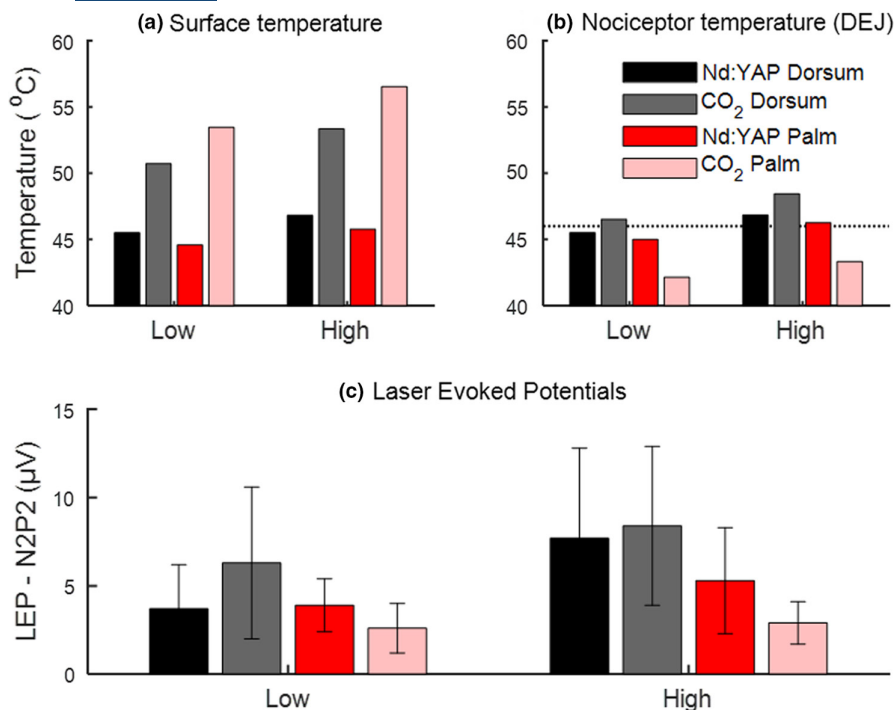 (a) Surface temperature
Temperature ( ⁰C)
60
55
50
45
40
Low High
(b) Nociceptor temperature (DEJ)
60
55
50
45
40
Nd:YAP Dorsum
CO₂ Dorsum
Nd:YAP Palm
CO₂ Palm
Low High
(c) Laser Evoked Potentials
LEP - N2P2 (µV)
15
10
5
0
Low High